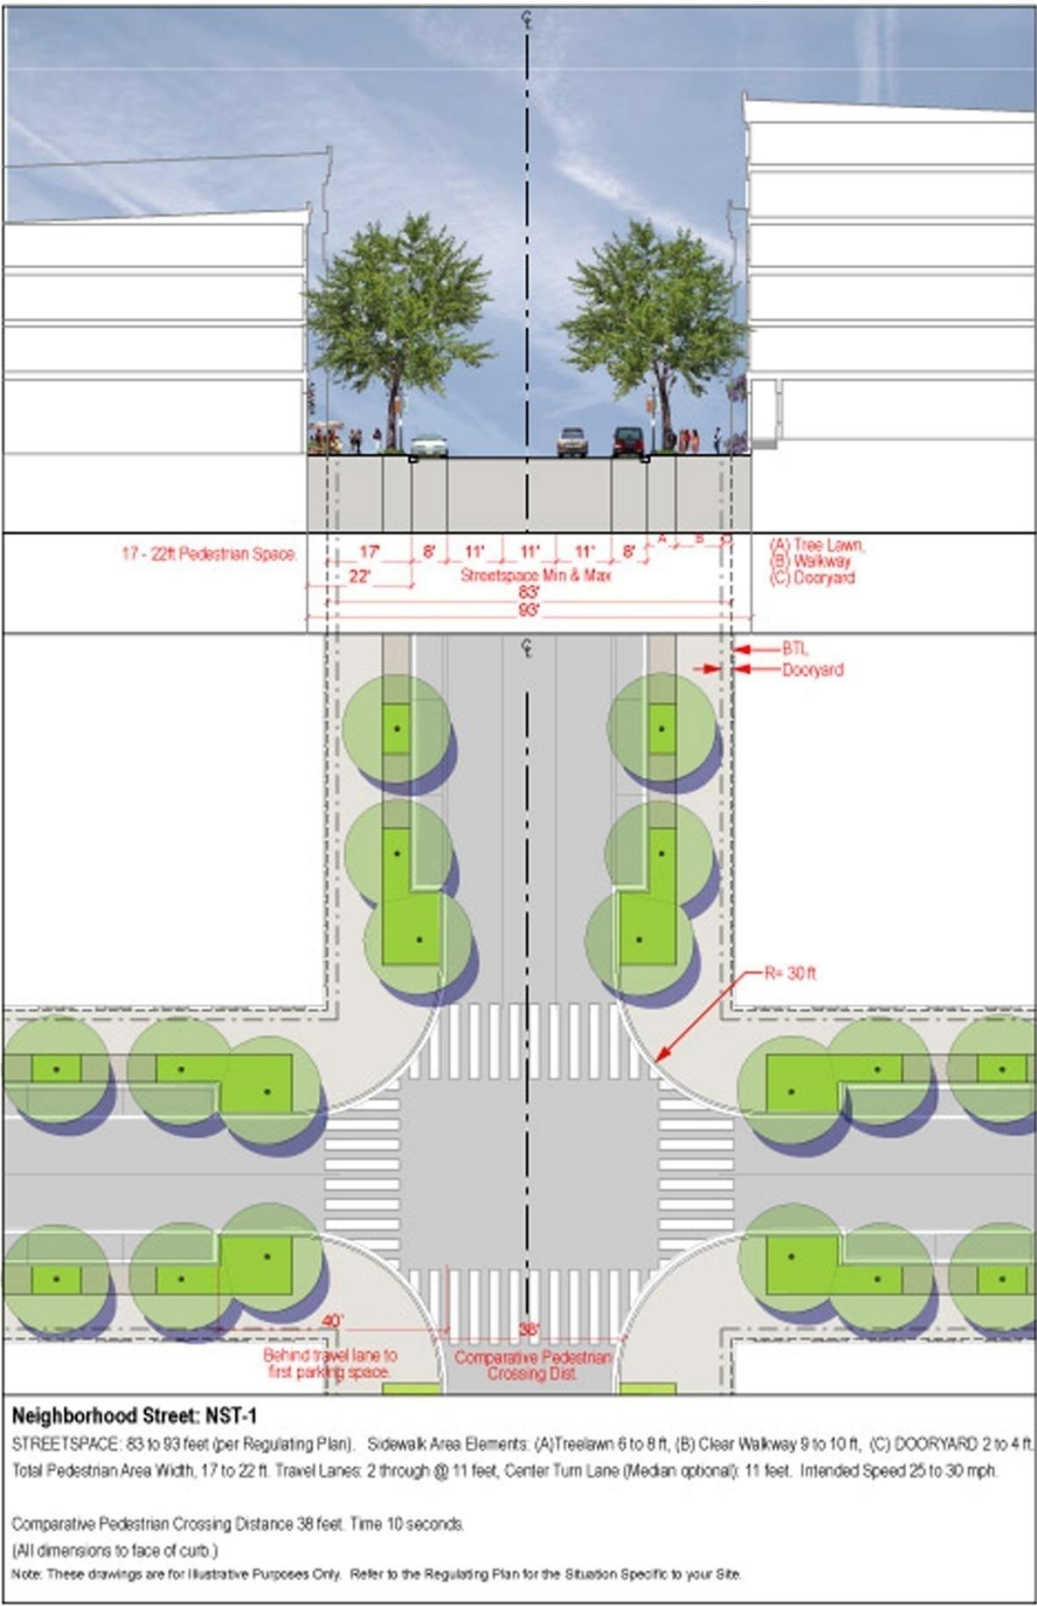 ℄
17 - 22ft Pedestrian Space.
17' 8' 11' 11' 11' 8' A B C
(A) Tree Lawn,
(B) Walkway
(C) Dooryard
22'
Streetspace Min & Max
83'
93'
℄
BTL
Dooryard
R= 30 ft
40'
38'
Behind travel lane to
first parking space.
Comparative Pedestrian
Crossing Dist.
Neighborhood Street: NST-1
STREETSPACE: 83 to 93 feet (per Regulating Plan). Sidewalk Area Elements: (A)Treelawn 6 to 8 ft, (B) Clear Walkway 9 to 10 ft, (C) DOORYARD 2 to 4 ft.
Total Pedestrian Area Width, 17 to 22 ft. Travel Lanes: 2 through @ 11 feet, Center Turn Lane (Median optional): 11 feet. Intended Speed 25 to 30 mph.
Comparative Pedestrian Crossing Distance 38 feet. Time 10 seconds.
(All dimensions to face of curb.)
Note: These drawings are for Illustrative Purposes Only. Refer to the Regulating Plan for the Situation Specific to your Site.